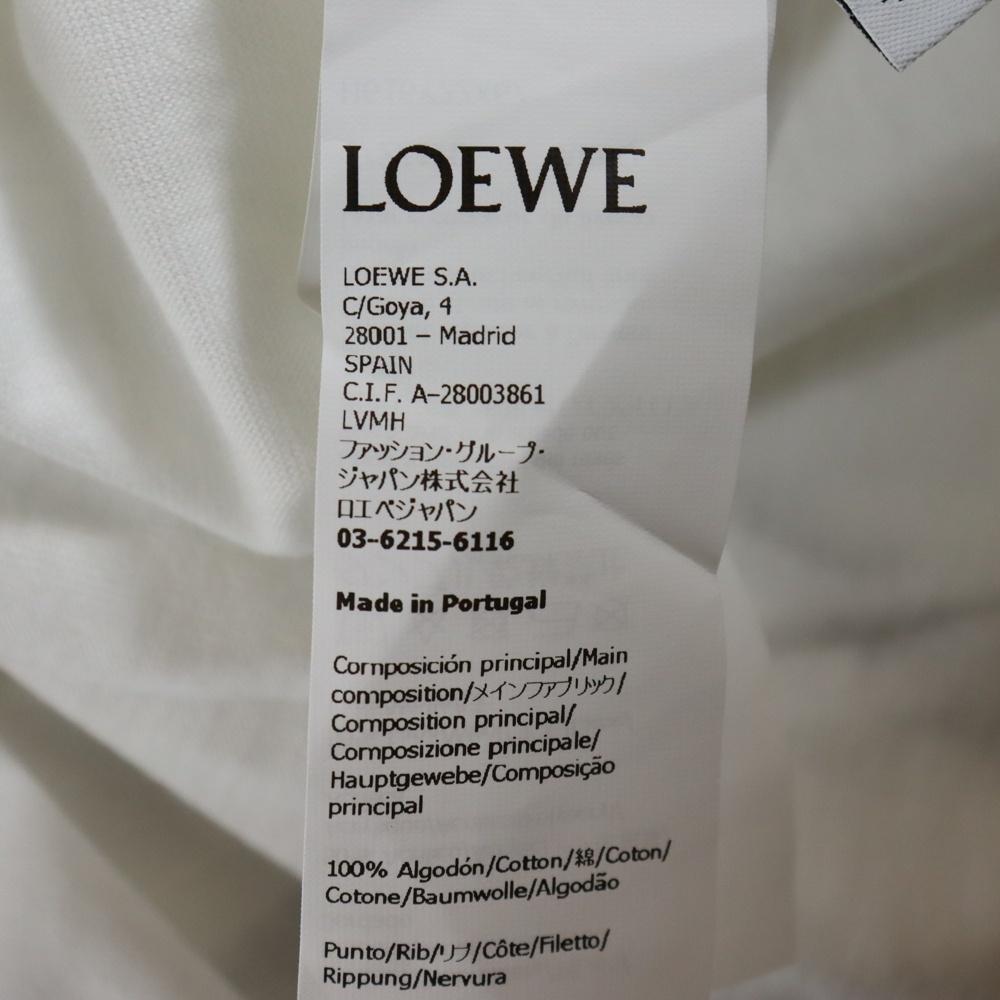 LOEWE
LOEWE S.A.
C/Goya, 4
28001 – Madrid
SPAIN
C.I.F. A-28003861
LVMH
ファッション・グループ・
ジャパン株式会社
ロエベジャパン
03-6215-6116
Made in Portugal
Composición principal/Main
composition/メインファブリック/
Composition principal/
Composizione principale/
Hauptgewebe/Composição
principal
100% Algodón/Cotton/綿/Coton/
Cotone/Baumwolle/Algodão
Punto/Rib/リブ/Côte/Filetto/
Rippung/Nervura